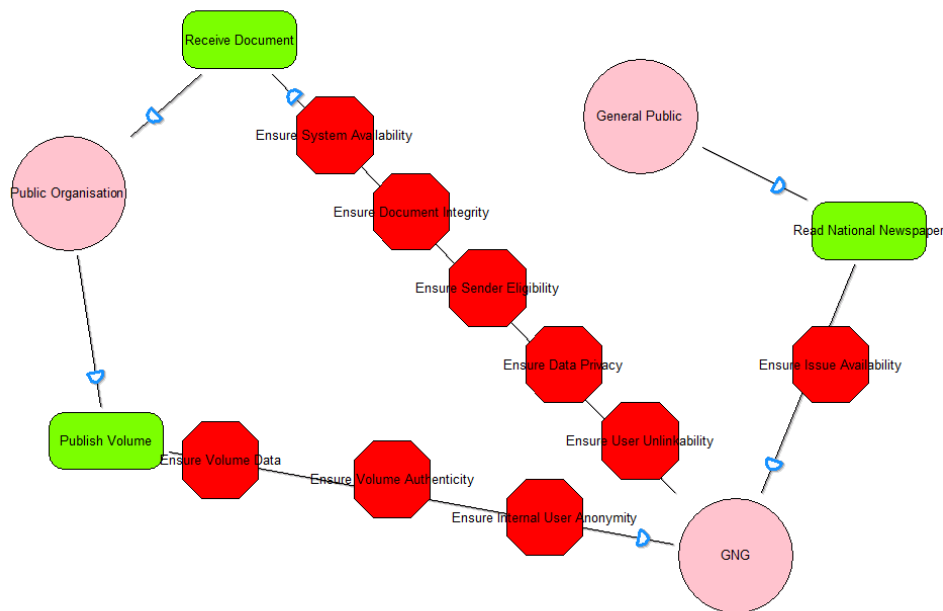 Receive Document
General Public
Ensure System Availability
Public Organisation
Ensure Document Integrity
Read National Newspaper
Ensure Sender Eligibility
Ensure Data Privacy
Ensure Issue Availability
Publish Volume
Ensure User Unlinkability
Ensure Volume Data
Ensure Volume Authenticity
Ensure Internal User Anonymity
GNG